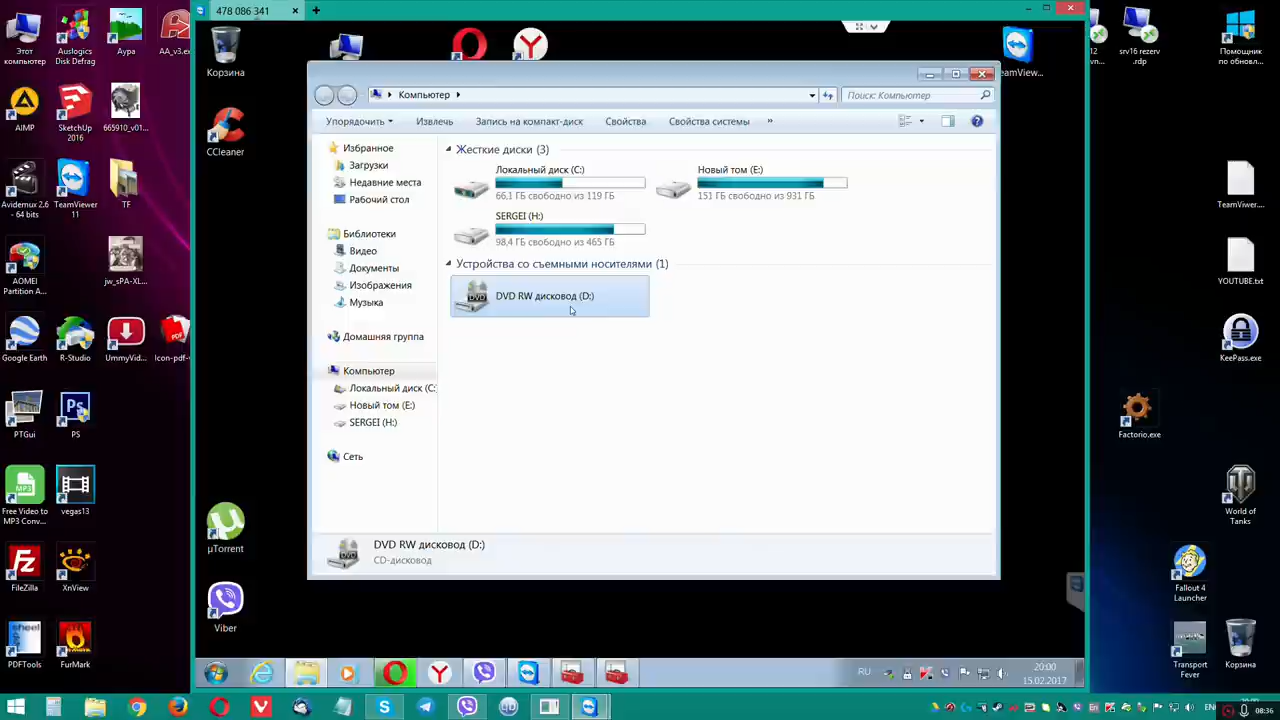 478 086 341
Этот
компьютер
Auslogics
Disk Defrag
Аура
AA_v3.exe
AIMP
SketchUp
2016
665910_v01...
Avidemux 2.6
- 64 bits
TeamViewer
11
TF
AOMEI
Partition A...
jw_sPA-XL...
Google Earth
R-Studio
UmmyVid...
Icon-pdf-
PTGui
PS
Free Video to
MP3 Conv...
vegas13
FileZilla
XnView
PDFTools
FurMark
Корзина
CCleaner
µTorrent
Viber
Компьютер
Поиск: Компьютер
Упорядочить
Извлечь
Запись на компакт-диск
Свойства
Свойства системы
»
Избранное
Загрузки
Недавние места
Рабочий стол
Библиотеки
Видео
Документы
Изображения
Музыка
Домашняя группа
Компьютер
Локальный диск (C:
Новый том (E:)
SERGEI (H:)
Сеть
Жесткие диски (3)
Локальный диск (C:)
66,1 ГБ свободно из 119 ГБ
Новый том (E:)
151 ГБ свободно из 931 ГБ
SERGEI (H:)
98,4 ГБ свободно из 465 ГБ
Устройства со съемными носителями (1)
DVD RW дисковод (D:)
DVD RW дисковод (D:)
CD-дисковод
eamView...
srv16 rezerv
.rdp
Помощник
по обновл...
TeamViwer...
YOUTUBE.txt
KeePass.exe
Factorio.exe
World of
Tanks
Fallout 4
Launcher
Transport
Fever
Корзина
RU
20:00
15.02.2017
08:36